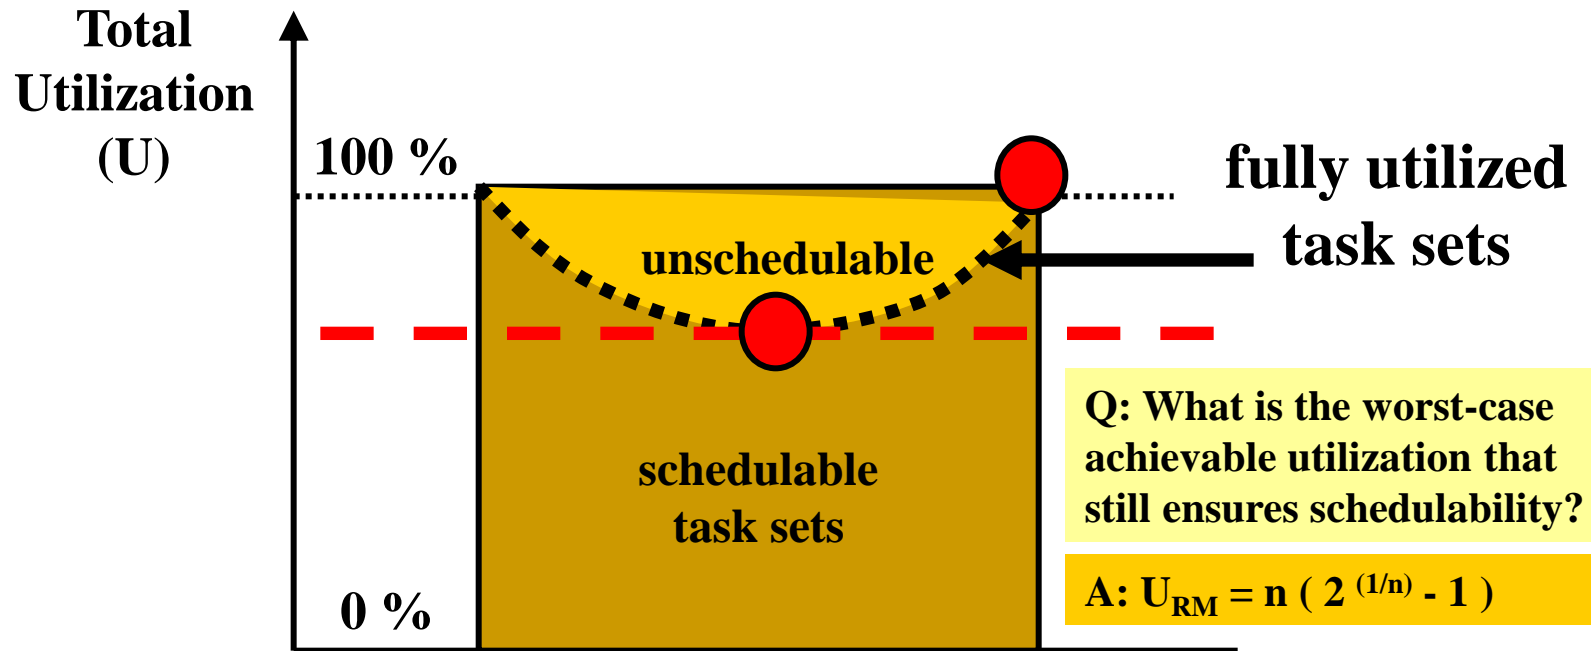 Total
Utilization
(U)
100 %
fully utilized
task sets
unschedulable
schedulable
task sets
Q: What is the worst-case
achievable utilization that
still ensures schedulability?
A: U_RM = n ( 2 ^(1/n) - 1 )
0 %